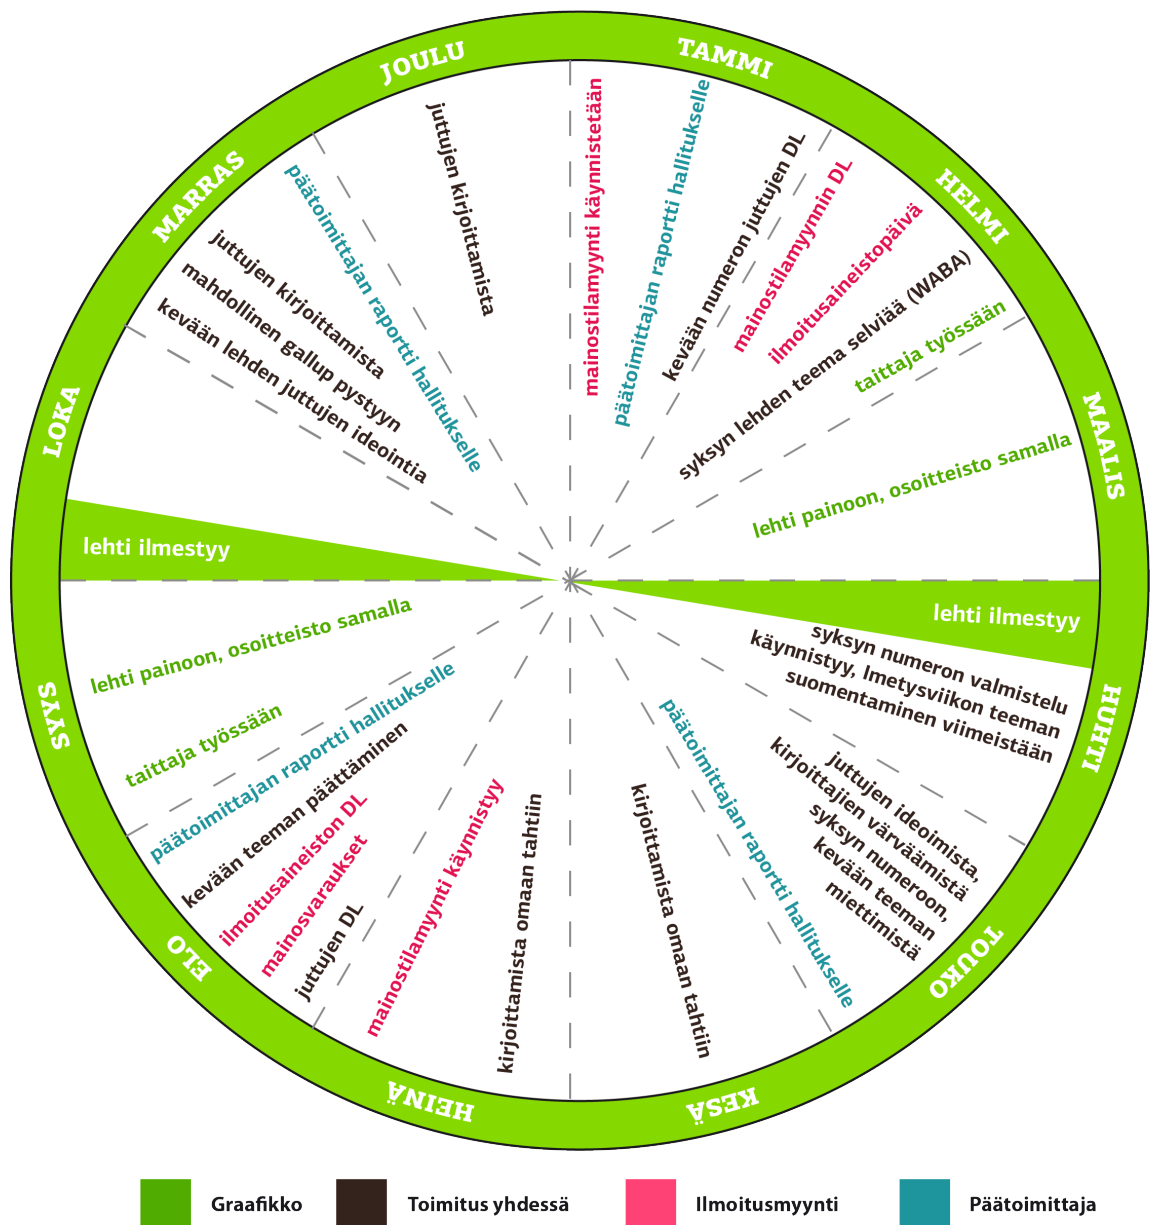 TAMMI
mainostilamyynti käynnistetään
päätoimittajan raportti hallitukselle
kevään numeron juttujen DL
HELMI
mainostilamyynnin DL
ilmoitusaineistopäivä
syksyn lehden teema selviää (WABA)
taittaja työssään
MAALIS
lehti painoon, osoitteisto samalla
HUHTI
lehti ilmestyy
syksyn numeron valmistelu
käynnistyy, Imetysviikon teeman
suomentaminen viimeistään
TOUKO
juttujen ideoimista,
kirjoittajien värväämistä
syksyn numeroon,
kevään teeman
miettimistä
päätoimittajan raportti hallitukselle
KESÄ
kirjoittamista omaan tahtiin
HEINÄ
kirjoittamista omaan tahtiin
mainostilamyynti käynnistyy
ELO
juttujen DL
mainosvaraukset
ilmoitusaineiston DL
kevään teeman päättäminen
päätoimittajan raportti hallitukselle
SYYS
taittaja työssään
lehti painoon, osoitteisto samalla
LOKA
lehti ilmestyy
MARRAS
kevään lehden juttujen ideointia
mahdollinen gallup pystyyn
juttujen kirjoittamista
päätoimittajan raportti hallitukselle
JOULU
juttujen kirjoittamista
Graafikko
Toimitus yhdessä
Ilmoitusmyynti
Päätoimittaja